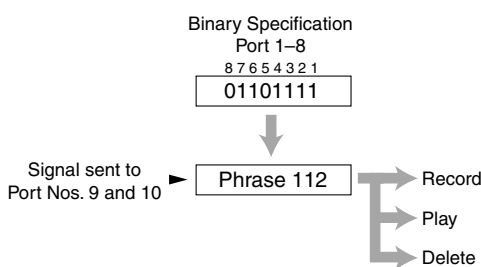 Binary Specification
Port 1–8
8 7 6 5 4 3 2 1
01101111
Signal sent to
Port Nos. 9 and 10
Phrase 112
Record
Play
Delete